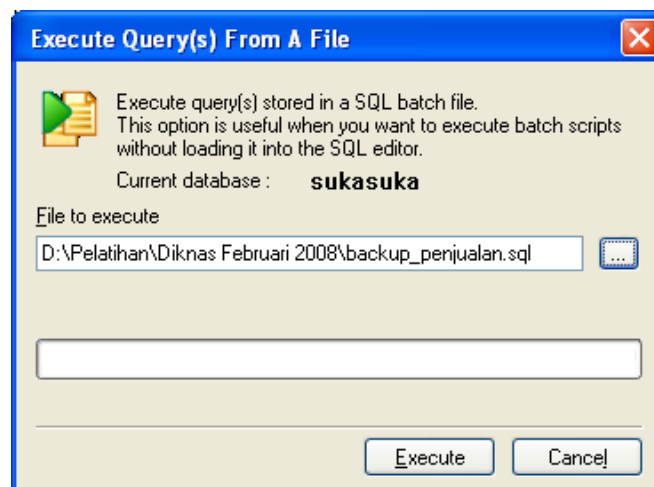 Execute Query(s) From A File
Execute query(s) stored in a SQL batch file.
This option is useful when you want to execute batch scripts
without loading it into the SQL editor.
Current database : sukasuka
File to execute
D:\Pelatihan\Diknas Februari 2008\backup_penjualan.sql
...
Execute
Cancel